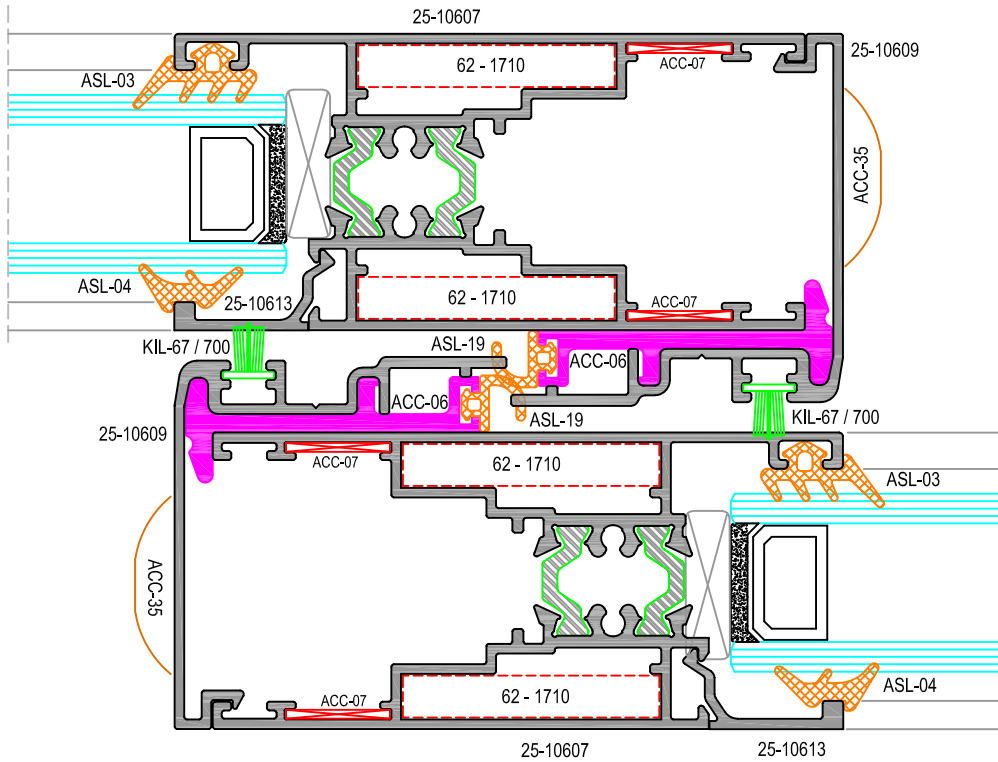 25-10607
25-10609
ASL-03
62 - 1710
ACC-07
ACC-35
ASL-04
25-10613
62 - 1710
ACC-07
KIL-67 / 700
ASL-19
ACC-06
ACC-06
ASL-19
KIL-67 / 700
25-10609
ACC-07
62 - 1710
ASL-03
ACC-35
62 - 1710
ACC-07
ASL-04
25-10607
25-10613